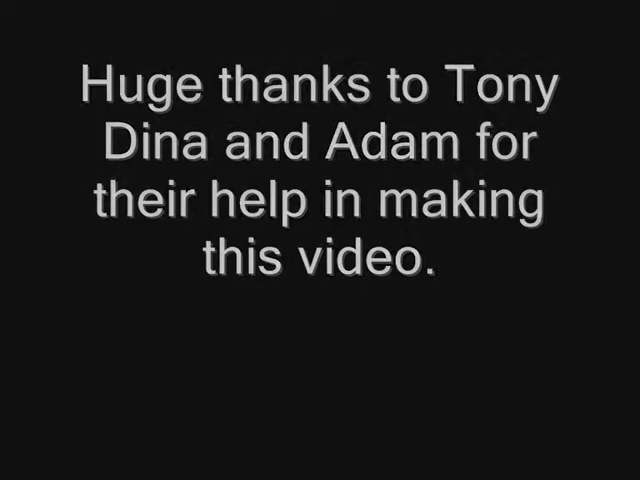 Huge thanks to Tony
Dina and Adam for
their help in making
this video.